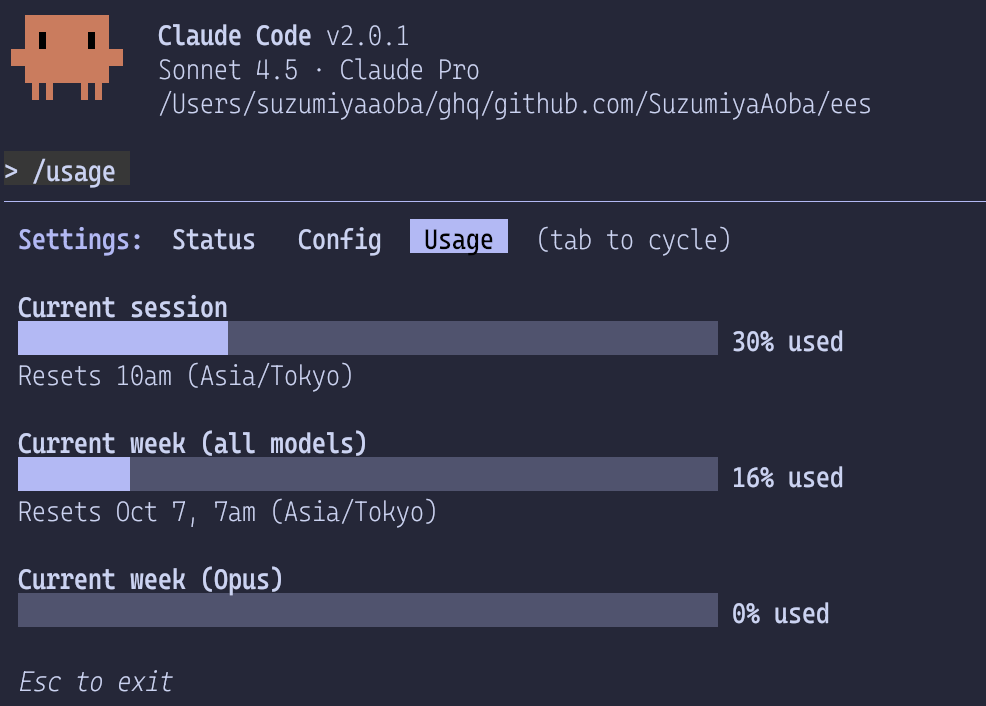 Claude Code v2.0.1
Sonnet 4.5 · Claude Pro
/Users/suzumiyaaoba/ghq/github.com/SuzumiyaAoba/ees
> /usage
Settings: Status Config Usage (tab to cycle)
Current session
30% used
Resets 10am (Asia/Tokyo)
Current week (all models)
16% used
Resets Oct 7, 7am (Asia/Tokyo)
Current week (Opus)
0% used
Esc to exit